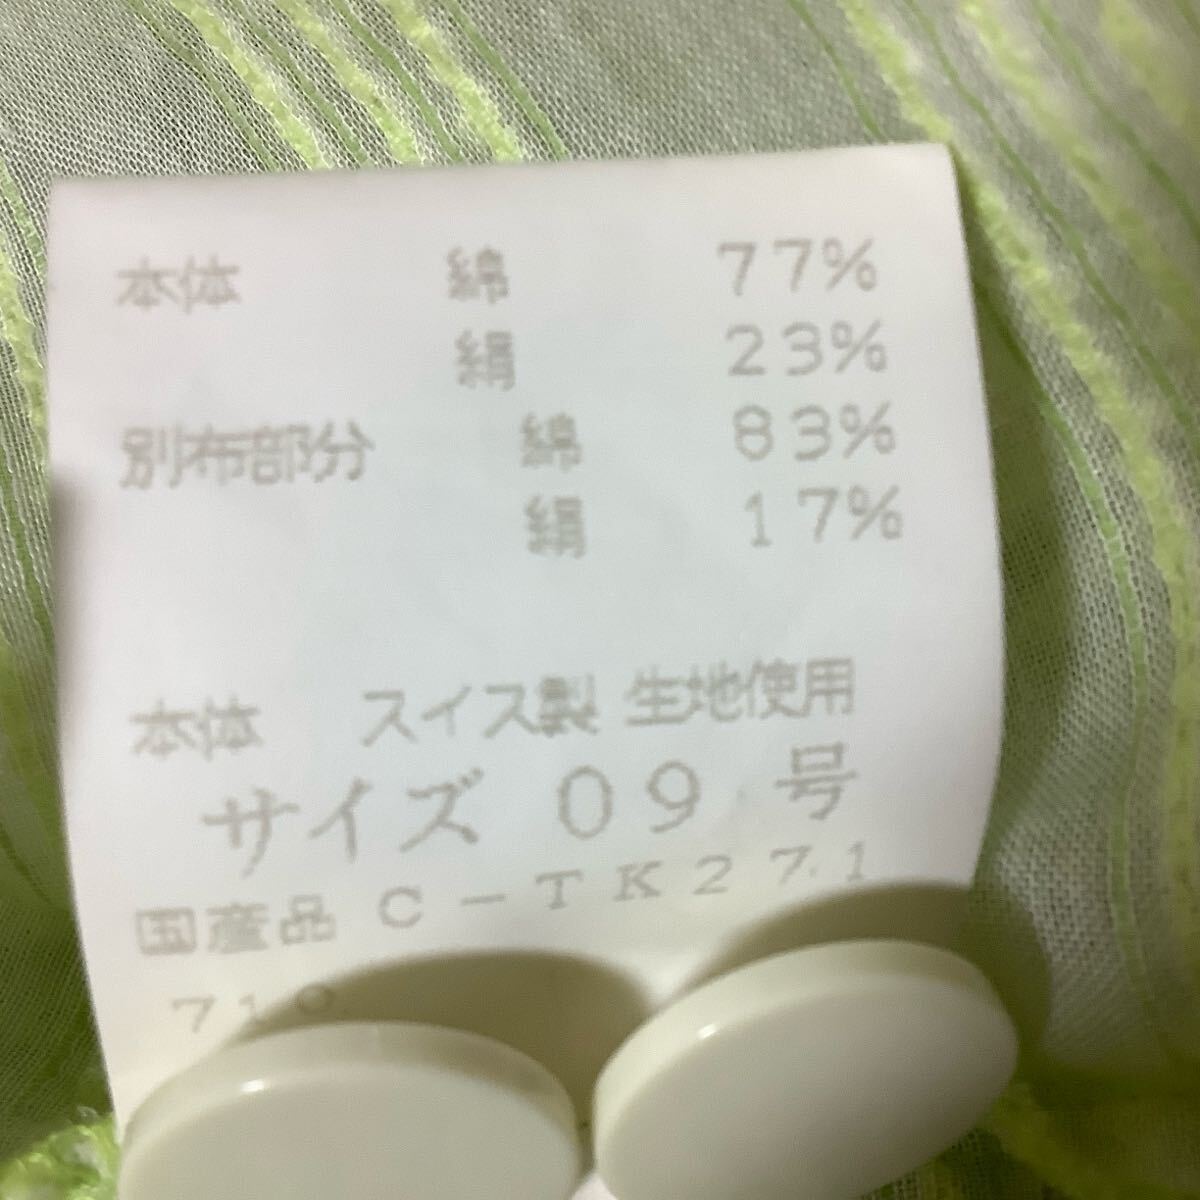 本体 綿 77%
絹 23%
別布部分 綿 83%
絹 17%
本体 スイス製 生地使用
サイズ 09 号
国産品 C-TK271